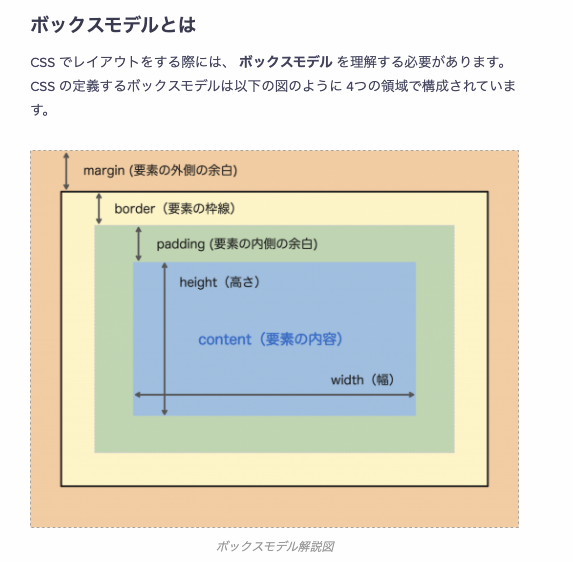 ボックスモデルとは
CSS でレイアウトをする際には、 ボックスモデル を理解する必要があります。
CSS の定義するボックスモデルは以下の図のように 4つの領域で構成されていま
す。
margin (要素の外側の余白)
border（要素の枠線）
padding (要素の内側の余白)
height（高さ）
content（要素の内容）
width（幅）
ボックスモデル解説図